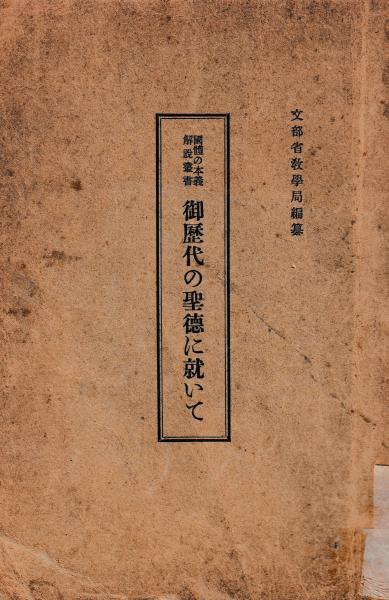 文部省敎學局編纂
國體の本義
解說叢書
御歷代の聖德に就いて